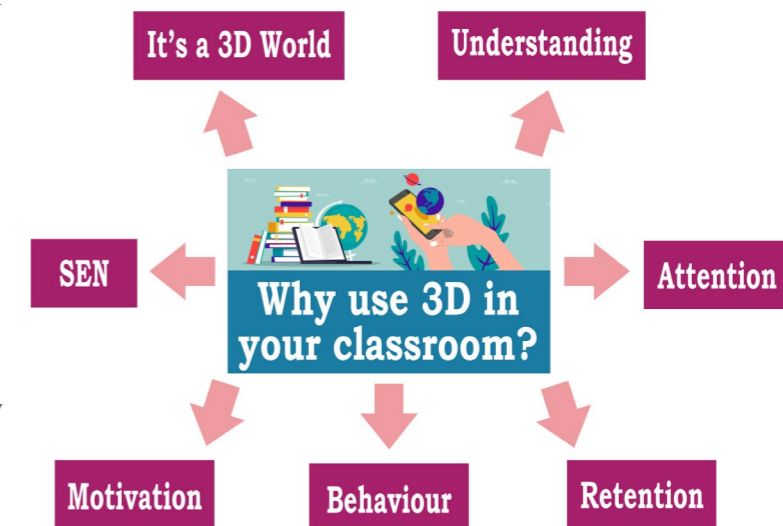 It's a 3D World
Understanding
SEN
Why use 3D in
your classroom?
Attention
Motivation
Behaviour
Retention